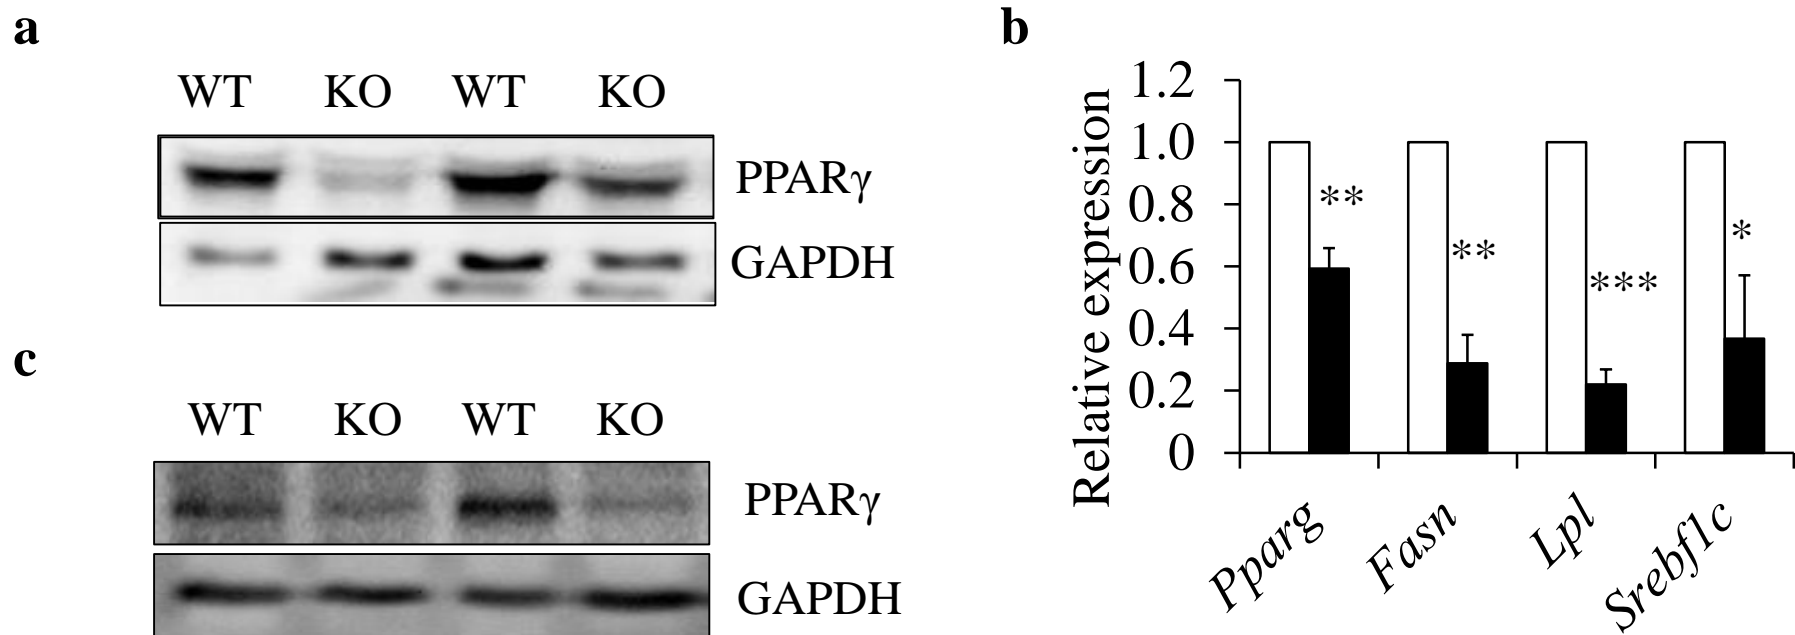 a
WT KO WT KO
PPARγ
GAPDH
b
Relative expression
1.2
1.0
0.8
0.6
0.4
0.2
0
**
**
***
*
Pparg Fasn Lpl Srebf1c
c
WT KO WT KO
PPARγ
GAPDH